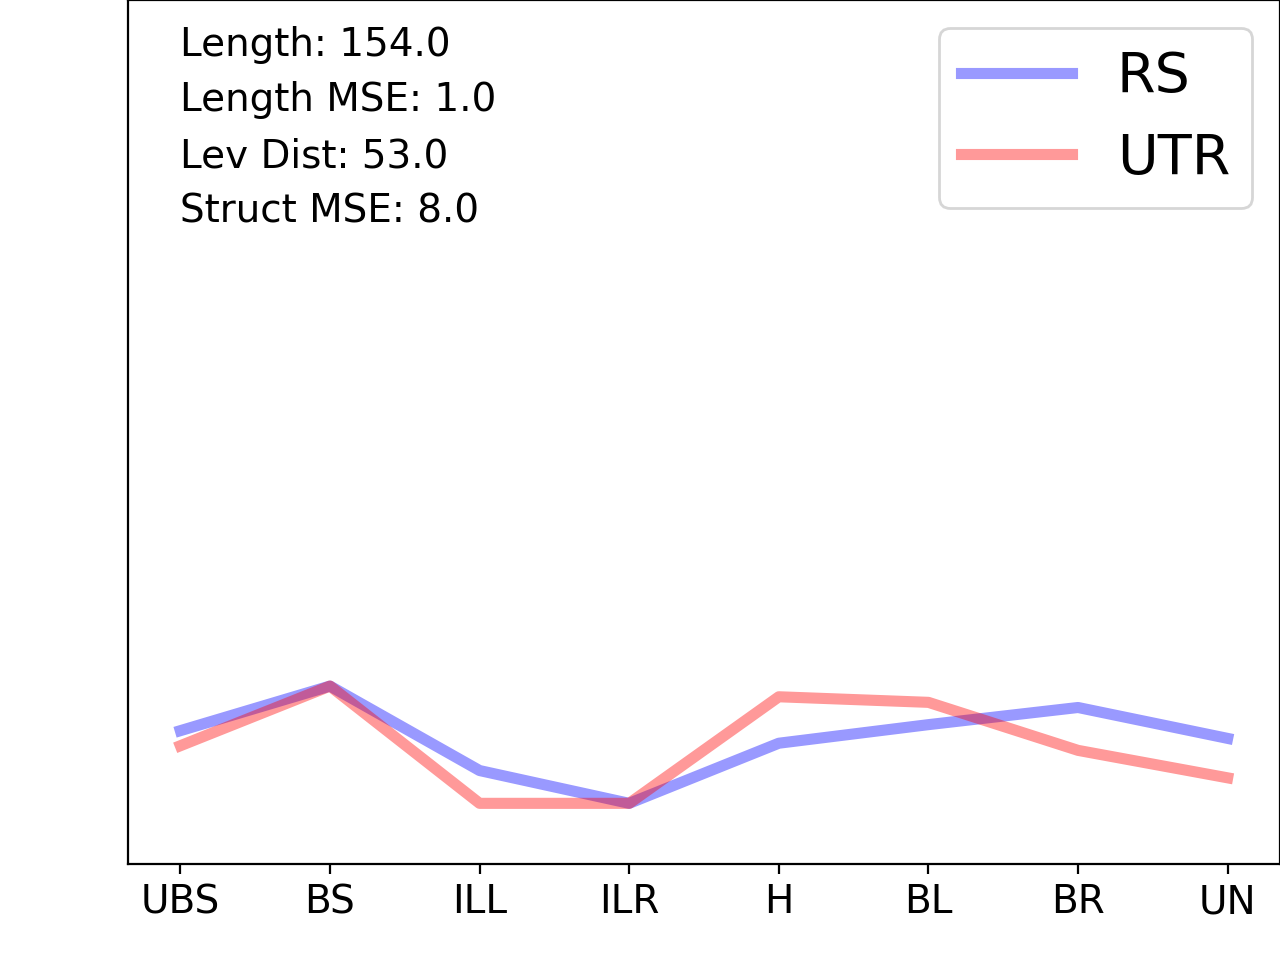 Length: 154.0
Length MSE: 1.0
Lev Dist: 53.0
Struct MSE: 8.0
RS
UTR
UBS BS ILL ILR H BL BR UN